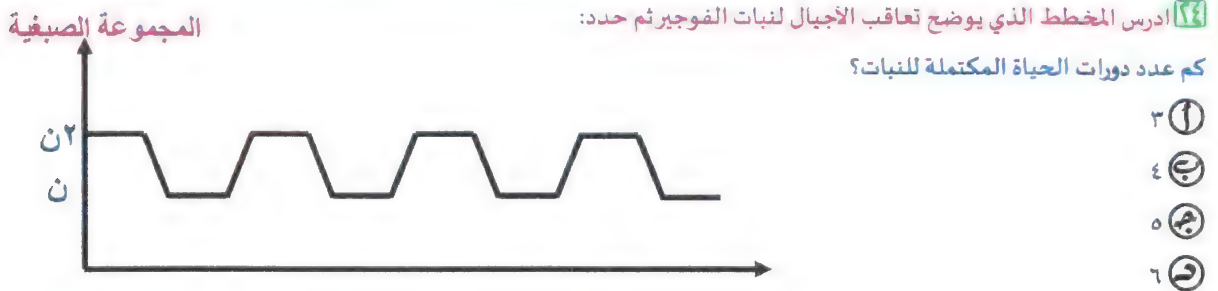 ٢٤ ادرس المخطط الذي يوضح تعاقب الأجيال لنبات الفوجير ثم حدد:
كم عدد دورات الحياة المكتملة للنبات؟
أ ٣
ب ٤
ج ٥
د ٦
المجموعة الصبغية
٢ن
ن